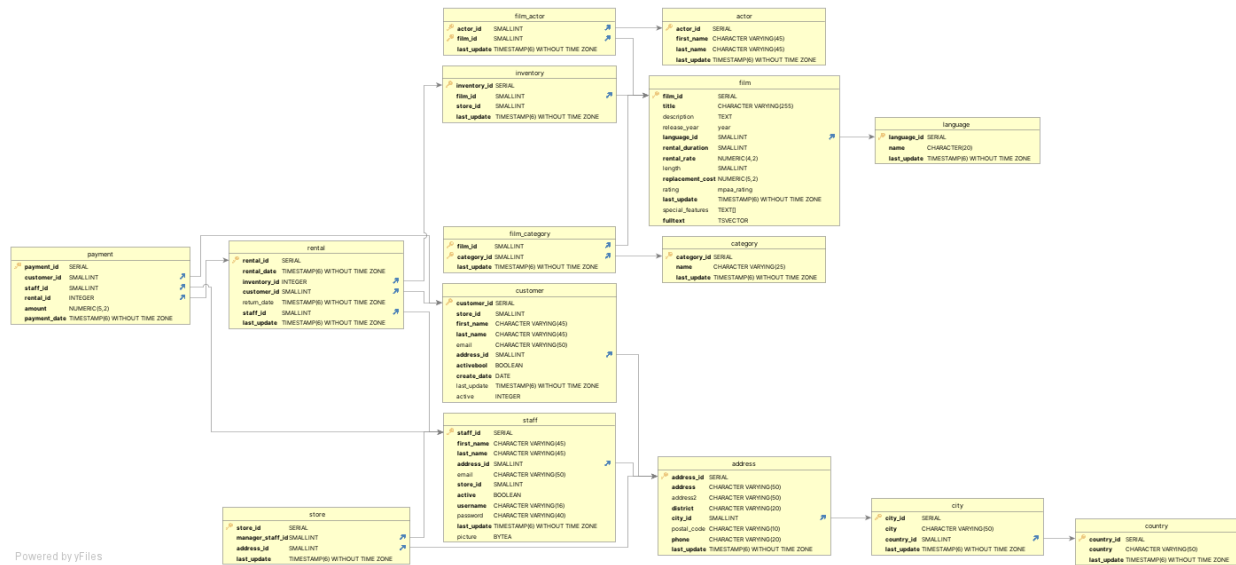 film_actor
actor_id SMALLINT
film_id SMALLINT
last_update TIMESTAMP(6) WITHOUT TIME ZONE
actor
actor_id SERIAL
first_name CHARACTER VARYING(45)
last_name CHARACTER VARYING(45)
last_update TIMESTAMP(6) WITHOUT TIME ZONE
inventory
inventory_id SERIAL
film_id SMALLINT
store_id SMALLINT
last_update TIMESTAMP(6) WITHOUT TIME ZONE
film
film_id SERIAL
title CHARACTER VARYING(255)
description TEXT
release_year year
language_id SMALLINT
rental_duration SMALLINT
rental_rate NUMERIC(4,2)
length SMALLINT
replacement_cost NUMERIC(5,2)
rating mpaa_rating
last_update TIMESTAMP(6) WITHOUT TIME ZONE
special_features TEXT[]
fulltext TSVECTOR
language
language_id SERIAL
name CHARACTER(20)
last_update TIMESTAMP(6) WITHOUT TIME ZONE
film_category
film_id SMALLINT
category_id SMALLINT
last_update TIMESTAMP(6) WITHOUT TIME ZONE
category
category_id SERIAL
name CHARACTER VARYING(25)
last_update TIMESTAMP(6) WITHOUT TIME ZONE
payment
payment_id SERIAL
customer_id SMALLINT
staff_id SMALLINT
rental_id INTEGER
amount NUMERIC(5,2)
payment_date TIMESTAMP(6) WITHOUT TIME ZONE
rental
rental_id SERIAL
rental_date TIMESTAMP(6) WITHOUT TIME ZONE
inventory_id INTEGER
customer_id SMALLINT
return_date TIMESTAMP(6) WITHOUT TIME ZONE
staff_id SMALLINT
last_update TIMESTAMP(6) WITHOUT TIME ZONE
customer
customer_id SERIAL
store_id SMALLINT
first_name CHARACTER VARYING(45)
last_name CHARACTER VARYING(45)
email CHARACTER VARYING(50)
address_id SMALLINT
activebool BOOLEAN
create_date DATE
last_update TIMESTAMP(6) WITHOUT TIME ZONE
active INTEGER
staff
staff_id SERIAL
first_name CHARACTER VARYING(45)
last_name CHARACTER VARYING(45)
address_id SMALLINT
email CHARACTER VARYING(50)
store_id SMALLINT
active BOOLEAN
username CHARACTER VARYING(16)
password CHARACTER VARYING(40)
last_update TIMESTAMP(6) WITHOUT TIME ZONE
picture BYTEA
store
store_id SERIAL
manager_staff_id SMALLINT
address_id SMALLINT
last_update TIMESTAMP(6) WITHOUT TIME ZONE
address
address_id SERIAL
address CHARACTER VARYING(50)
address2 CHARACTER VARYING(50)
district CHARACTER VARYING(20)
city_id SMALLINT
postal_code CHARACTER VARYING(10)
phone CHARACTER VARYING(20)
last_update TIMESTAMP(6) WITHOUT TIME ZONE
city
city_id SERIAL
city CHARACTER VARYING(50)
country_id SMALLINT
last_update TIMESTAMP(6) WITHOUT TIME ZONE
country
country_id SERIAL
country CHARACTER VARYING(50)
last_update TIMESTAMP(6) WITHOUT TIME ZONE
Powered by yFiles